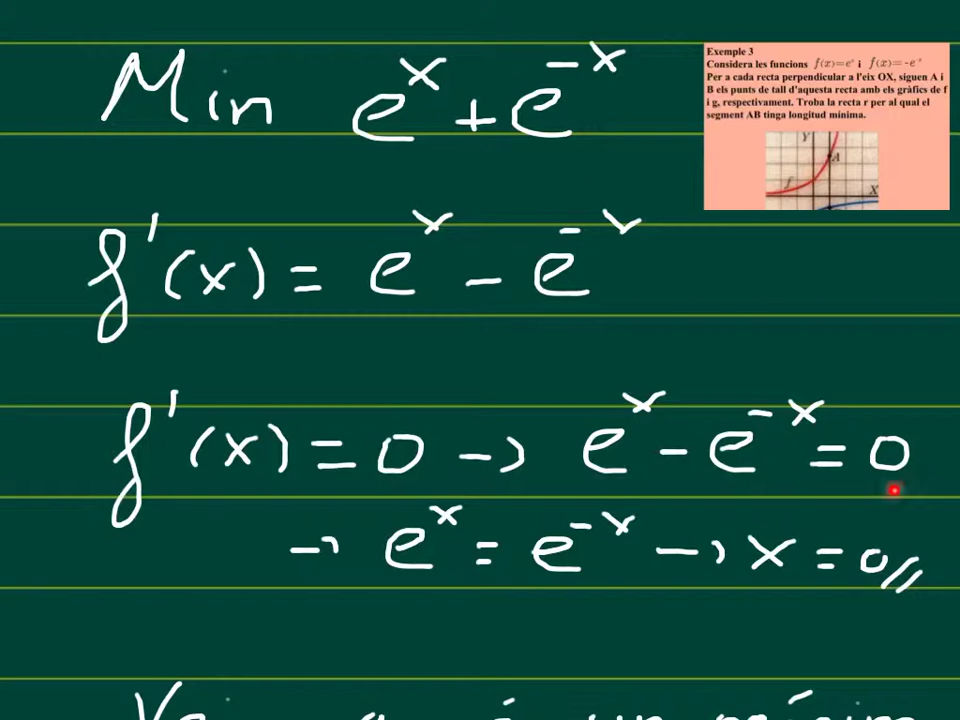 Min e^x + e^-x
Exemple 3
Considera les funcions f(x)=e^x i f(x)=-e^-x
Per a cada recta perpendicular a l'eix OX, siguen A i
B els punts de tall d'aquesta recta amb els gràfics de f
i g, respectivament. Troba la recta r per al qual el
segment AB tinga longitud mínima.
Y
A
f
X
f'(x) = e^x - e^-x
f'(x) = 0 → e^x - e^-x = 0
→ e^x = e^-x → x = 0//
un